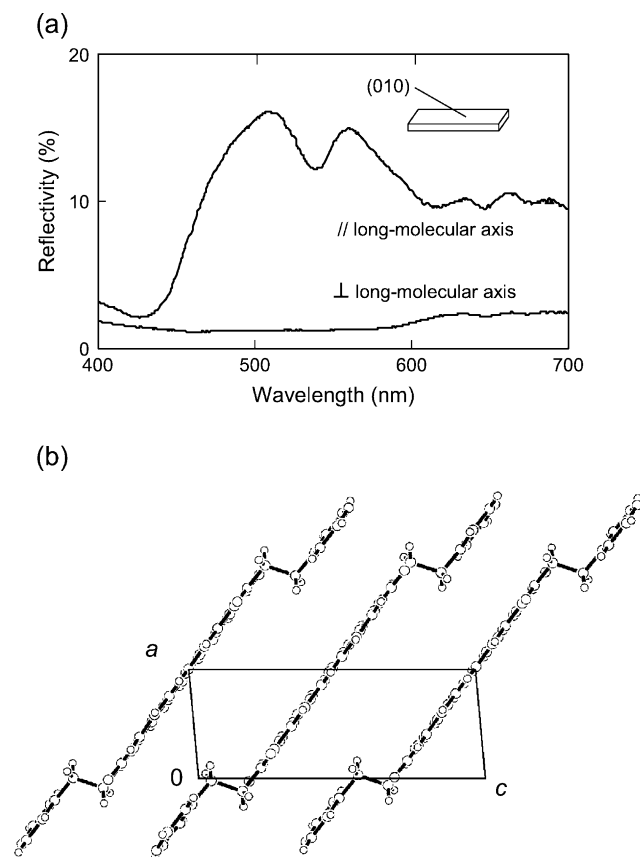 (a)
20
10
0
Reflectivity (%)
(010)
// long-molecular axis
⊥ long-molecular axis
400 500 600 700
Wavelength (nm)
(b)
a
0
c